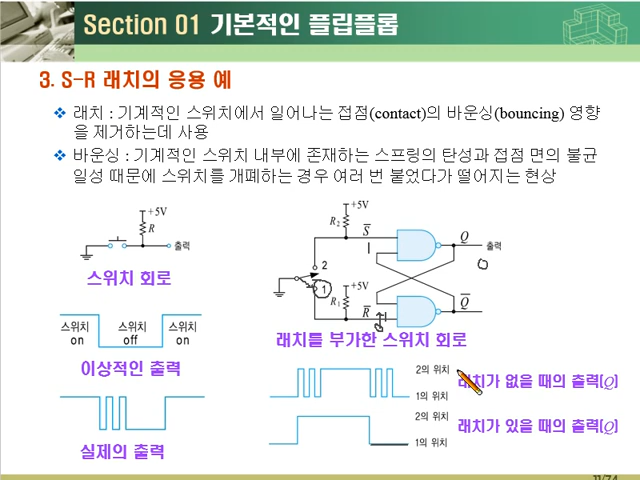 Section 01 기본적인 플립플롭
3. S-R 래치의 응용 예
❖ 래치 : 기계적인 스위치에서 일어나는 접점(contact)의 바운싱(bouncing) 영향
을 제거하는데 사용
❖ 바운싱 : 기계적인 스위치 내부에 존재하는 스프링의 탄성과 접점 면의 불균
일성 때문에 스위치를 개폐하는 경우 여러 번 붙었다가 떨어지는 현상
+5V
R
출력
스위치 회로
스위치 on
스위치 off
스위치 on
이상적인 출력
실제의 출력
+5V
R2
S̅
1
Q
출력
0
2
1
+5V
R1
R̅
Q̅
래치를 부가한 스위치 회로
2의 위치
1의 위치
래치가 없을 때의 출력(Q)
2의 위치
1의 위치
래치가 있을 때의 출력(Q)